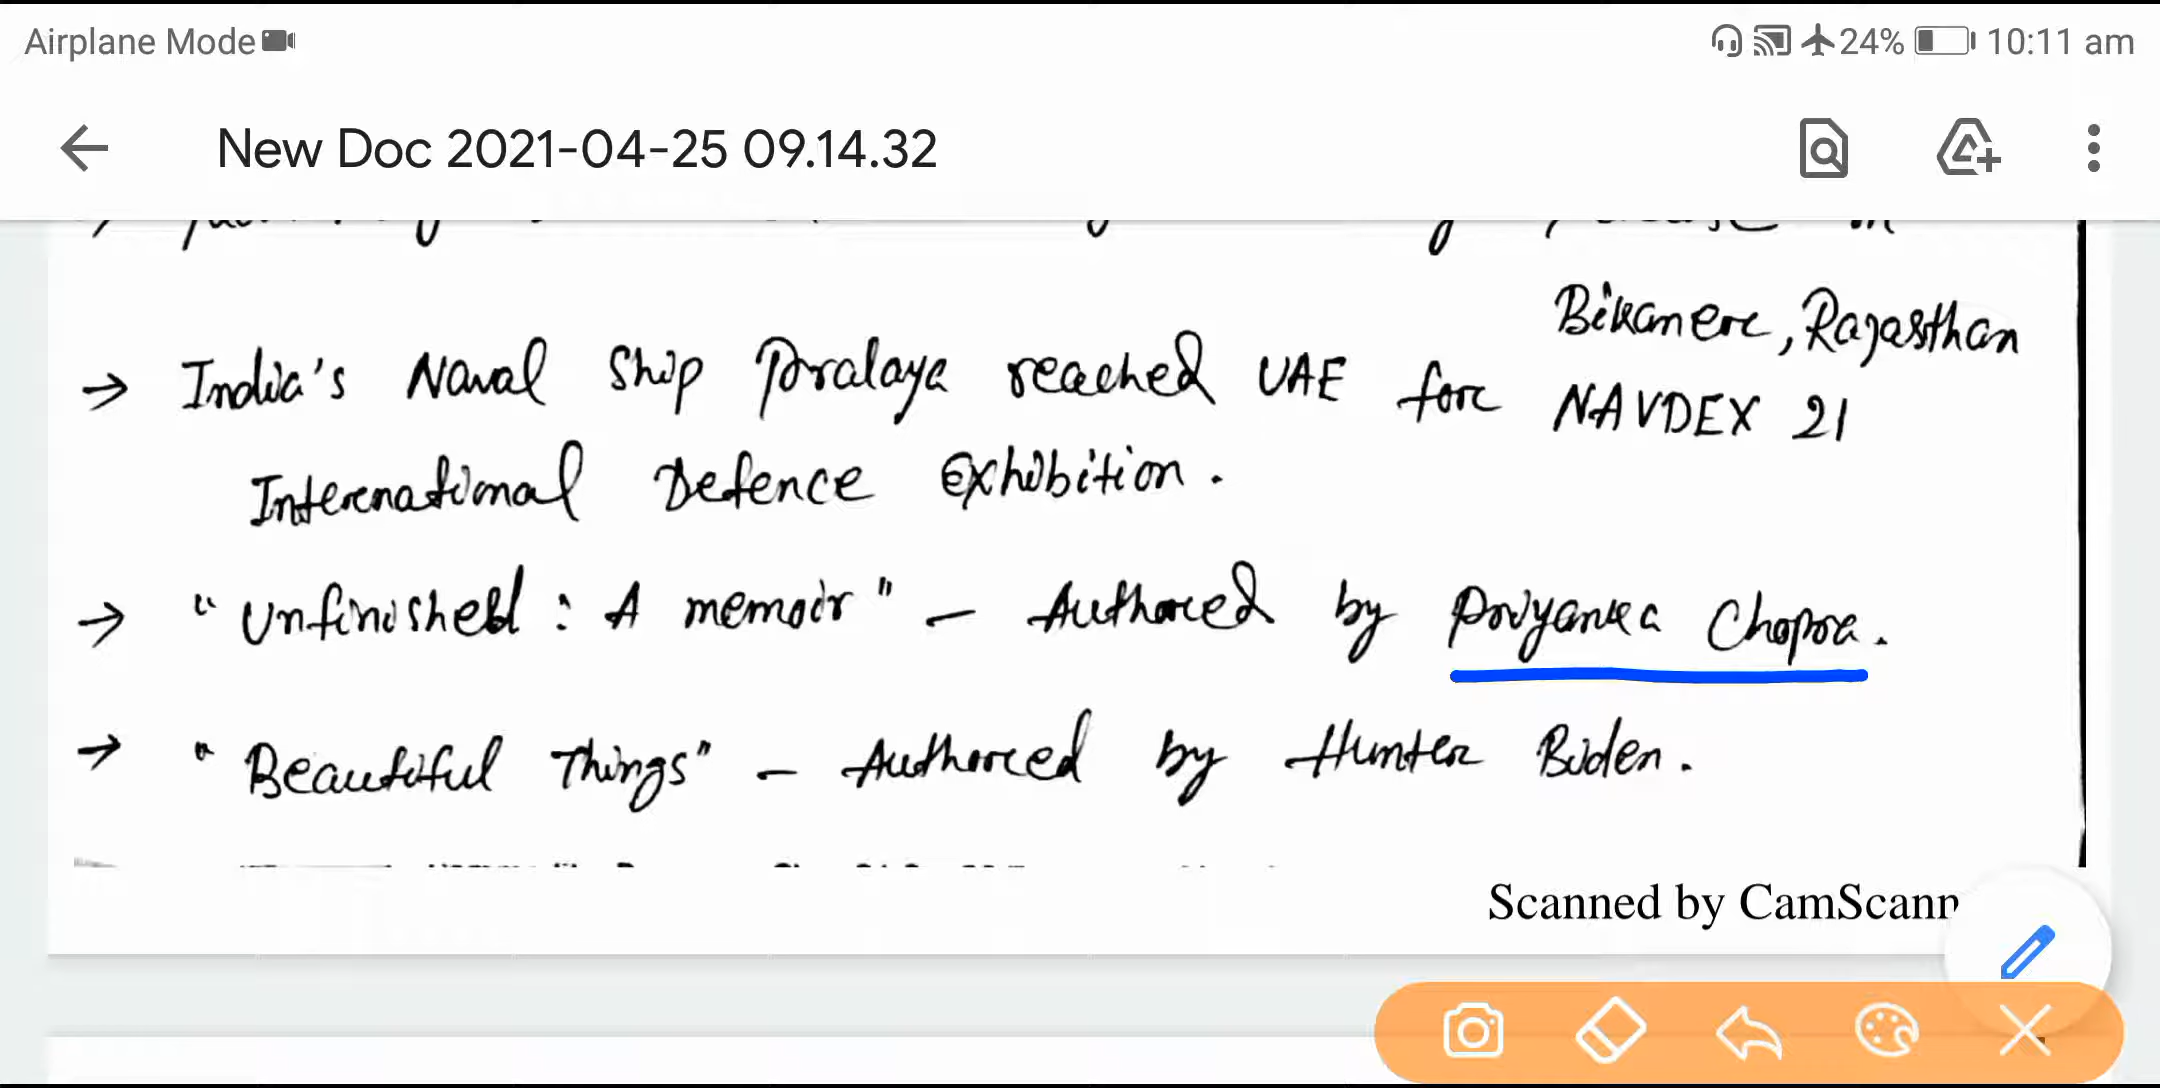 Airplane Mode
24% 10:11 am
New Doc 2021-04-25 09.14.32
in
Bikanere, Rajasthan
→ India's Naval Ship Pralaya reached UAE for NAVDEX 21
International Defence Exhibition.
→ "Unfinished : A memoir" – Authored by Priyanka Chopra.
→ "Beautiful Things" – Authored by Hunter Biden.
Scanned by CamScann